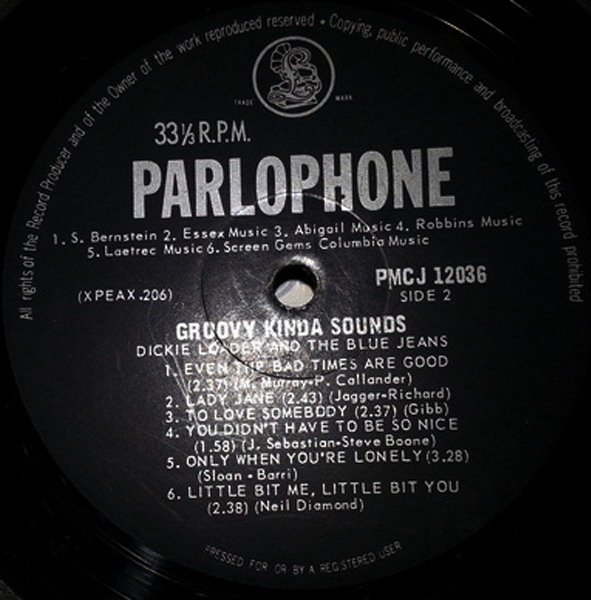 All rights of the Record Producer and of the Owner of the work reproduced reserved • Copying, public performance and broadcasting of this record prohibited
TRADE MARK
33⅓ R.P.M.
PARLOPHONE
1. S. Bernstein 2. Essex Music 3. Abigail Music 4. Robbins Music
5. Laetrec Music 6. Screen Gems Columbia Music
PMCJ 12036
(XPEAX.206) SIDE 2
GROOVY KINDA SOUNDS
DICKIE LOADER AND THE BLUE JEANS
1. EVEN THE BAD TIMES ARE GOOD
(2.37) (M. Murray-P. Callander)
2. LADY JANE (2.43) (Jagger-Richard)
3. TO LOVE SOMEBODY (2.37) (Gibb)
4. YOU DIDN'T HAVE TO BE SO NICE
(1.58) (J. Sebastian-Steve Boone)
5. ONLY WHEN YOU'RE LONELY (3.28)
(Sloan - Barri)
6. LITTLE BIT ME, LITTLE BIT YOU
(2.38) (Neil Diamond)
PRESSED FOR OR BY A REGISTERED USER